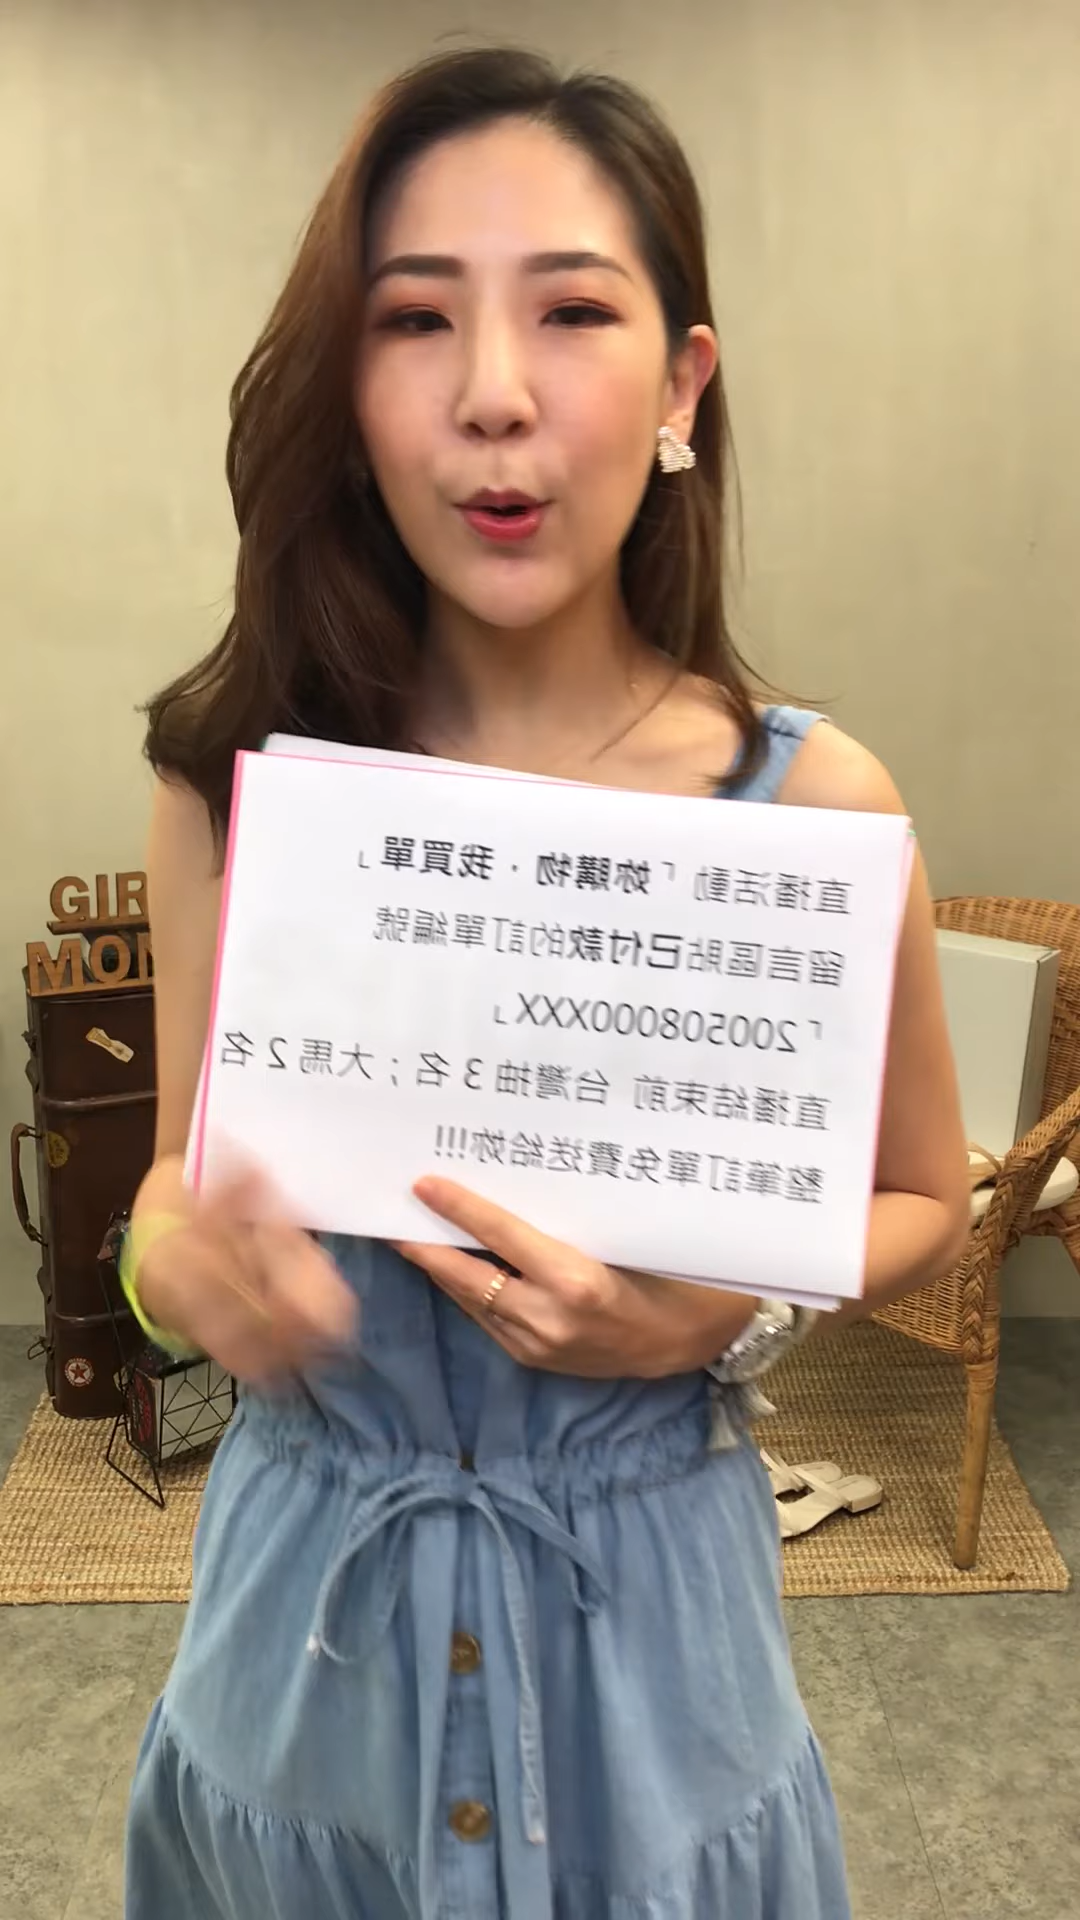 直播活動「妳購物．我買單」
留言區貼已付款的訂單編號
「200508000XXX」
直播結束前 台灣抽 3 名；大馬 2 名
整筆訂單免費送給妳!!!
GIR
MON